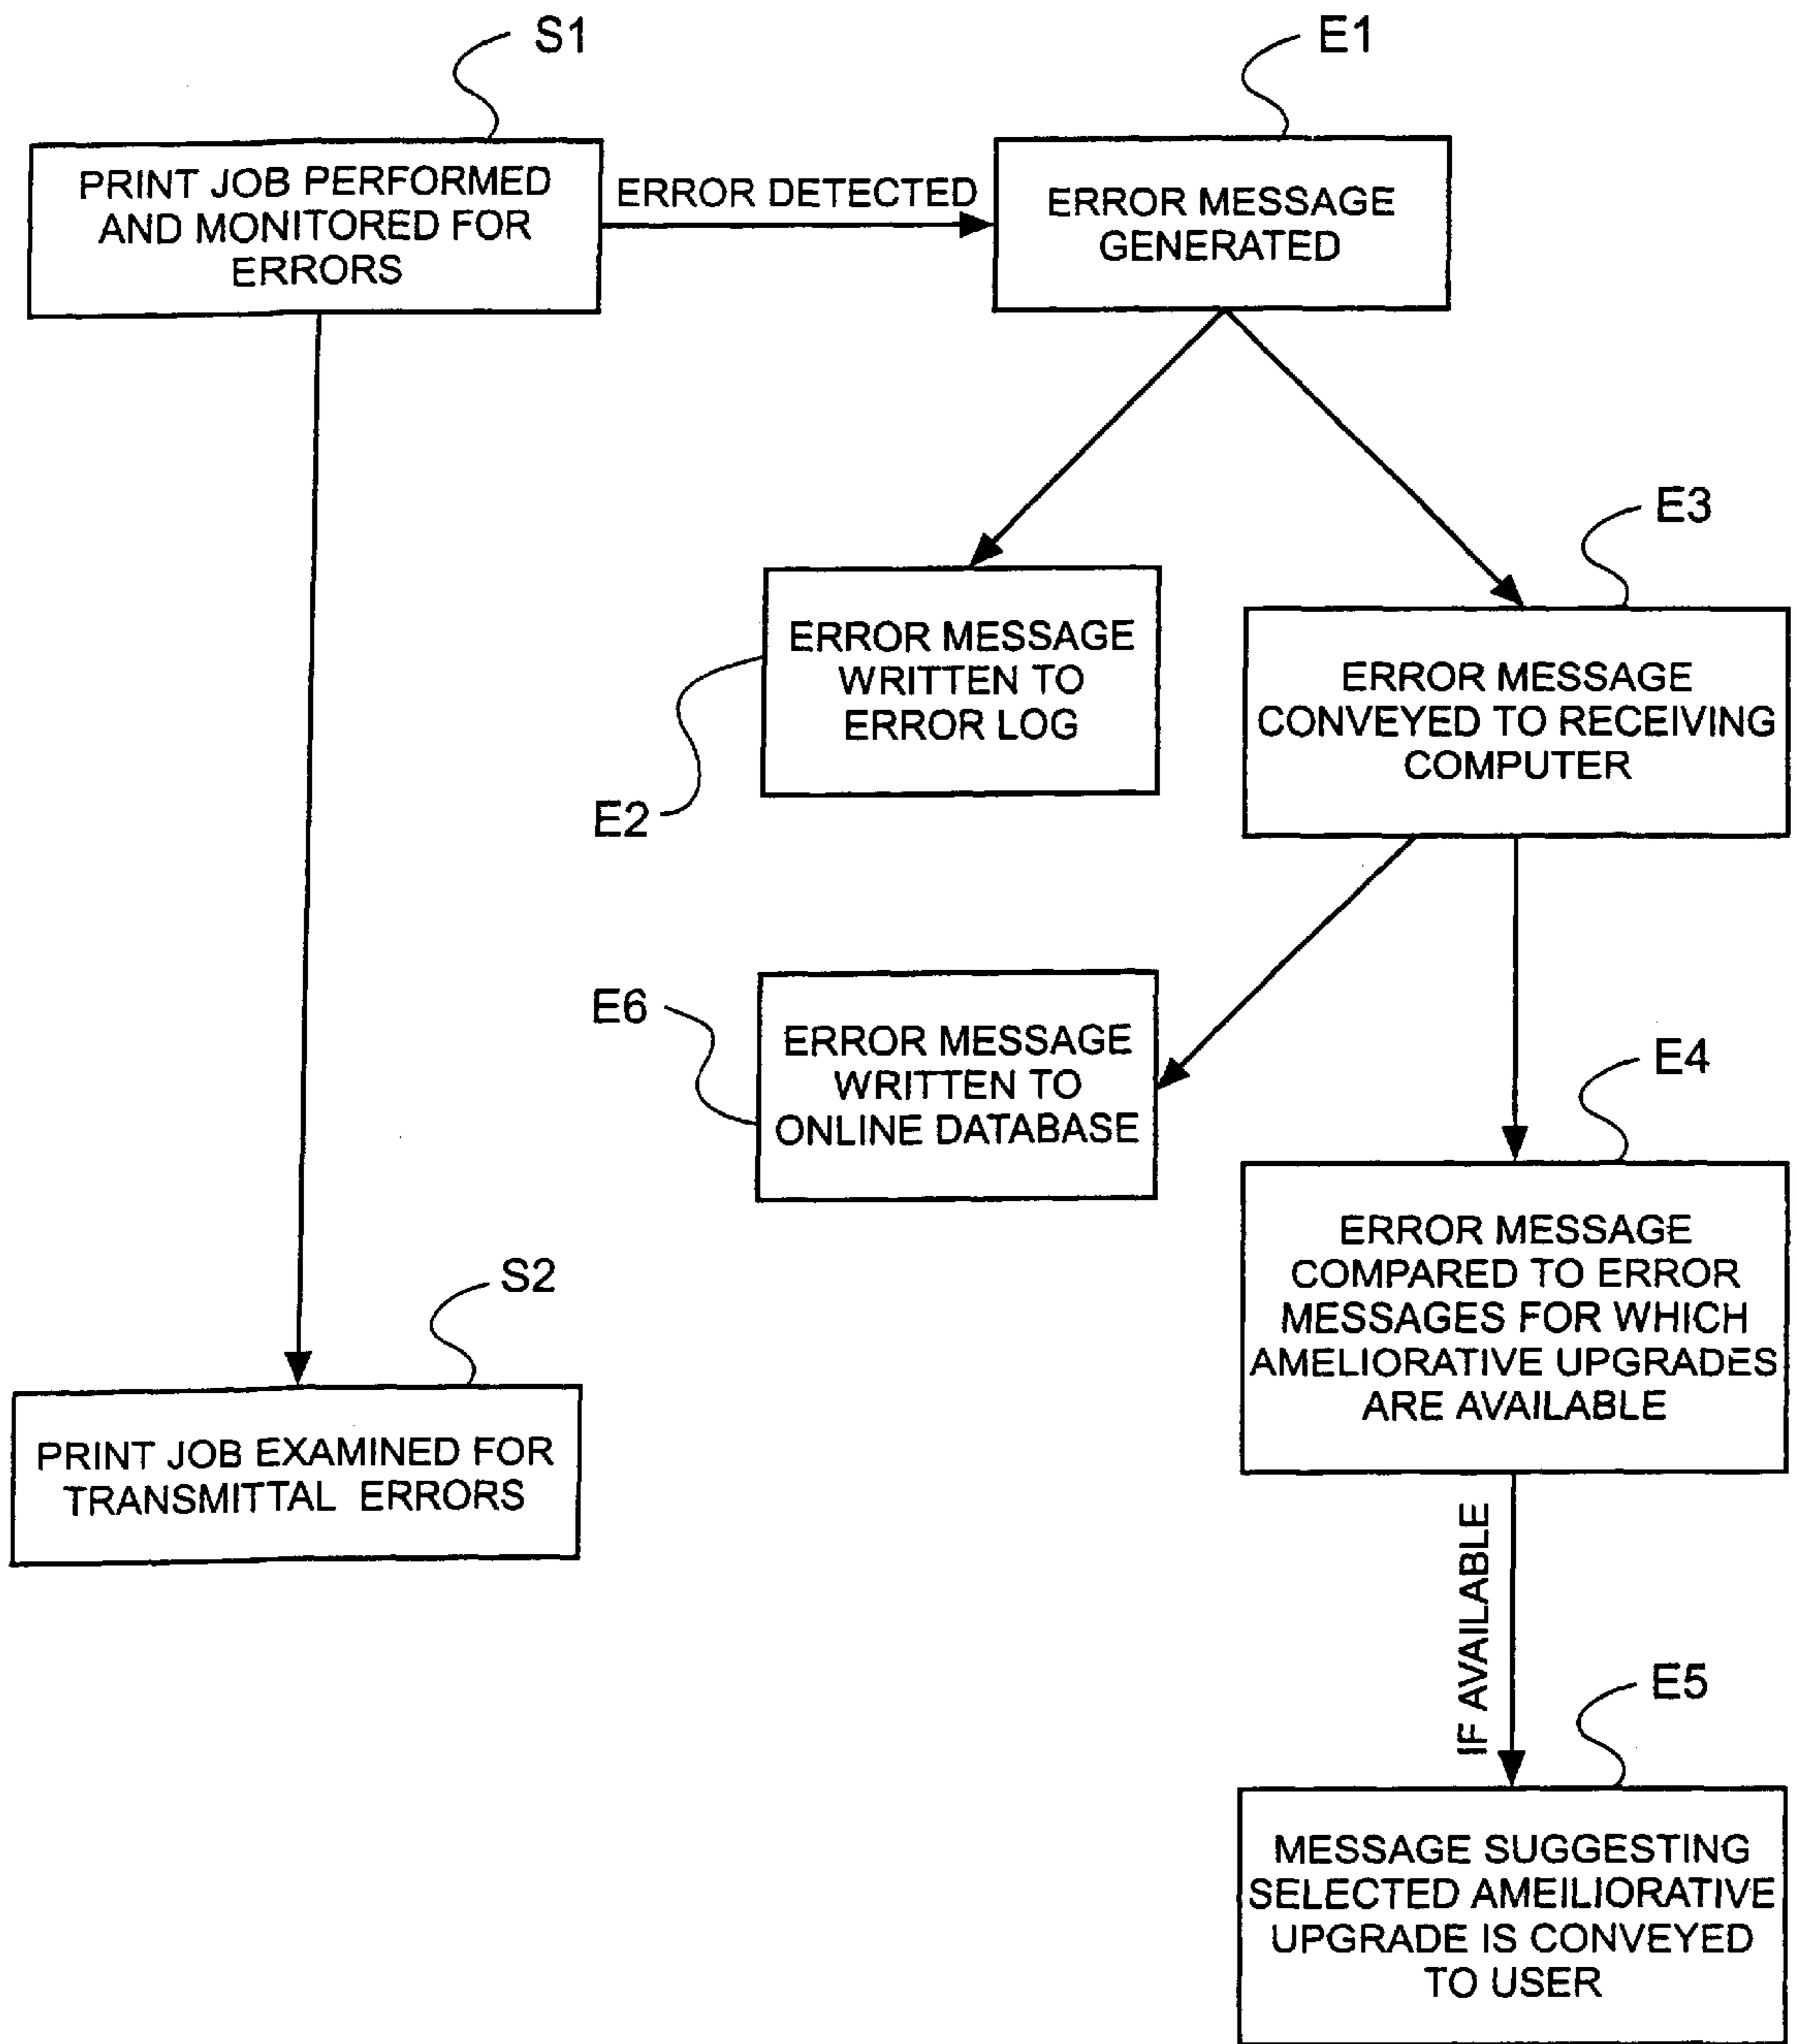 S1
E1
PRINT JOB PERFORMED
AND MONITORED FOR
ERRORS
ERROR DETECTED
ERROR MESSAGE
GENERATED
E3
ERROR MESSAGE
WRITTEN TO
ERROR LOG
E2
ERROR MESSAGE
CONVEYED TO RECEIVING
COMPUTER
E6
ERROR MESSAGE
WRITTEN TO
ONLINE DATABASE
E4
ERROR MESSAGE
COMPARED TO ERROR
MESSAGES FOR WHICH
AMELIORATIVE UPGRADES
ARE AVAILABLE
S2
PRINT JOB EXAMINED FOR
TRANSMITTAL ERRORS
IF AVAILABLE
E5
MESSAGE SUGGESTING
SELECTED AMEILIORATIVE
UPGRADE IS CONVEYED
TO USER